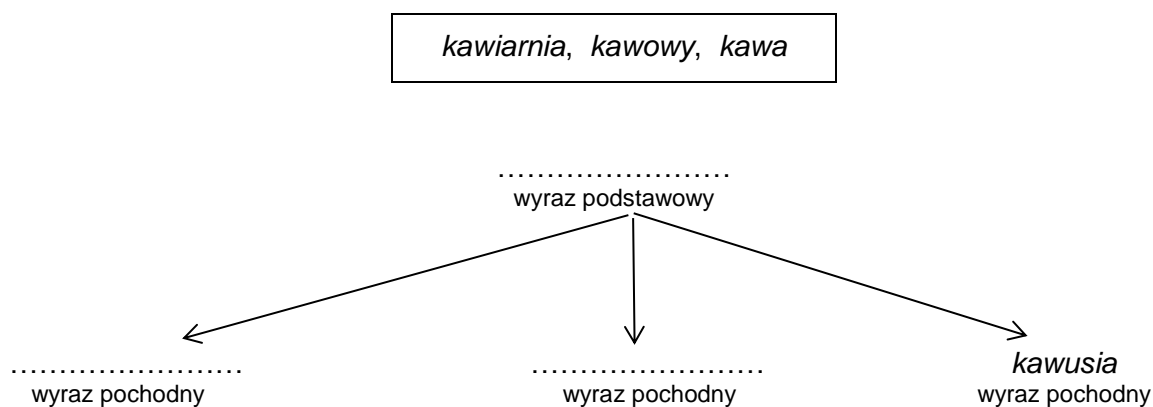 kawiarnia, kawowy, kawa
........................
wyraz podstawowy
........................ ........................ kawusia
wyraz pochodny wyraz pochodny wyraz pochodny